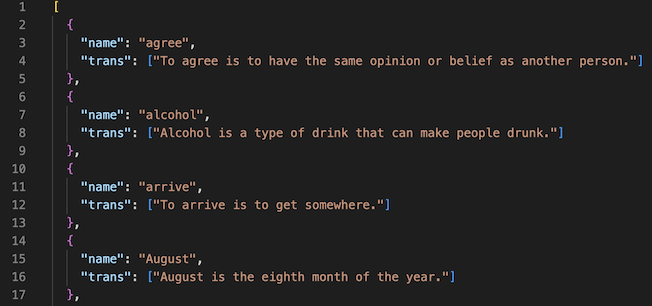 1 [
2 {
3 "name": "agree",
4 "trans": ["To agree is to have the same opinion or belief as another person."]
5 },
6 {
7 "name": "alcohol",
8 "trans": ["Alcohol is a type of drink that can make people drunk."]
9 },
10 {
11 "name": "arrive",
12 "trans": ["To arrive is to get somewhere."]
13 },
14 {
15 "name": "August",
16 "trans": ["August is the eighth month of the year."]
17 },